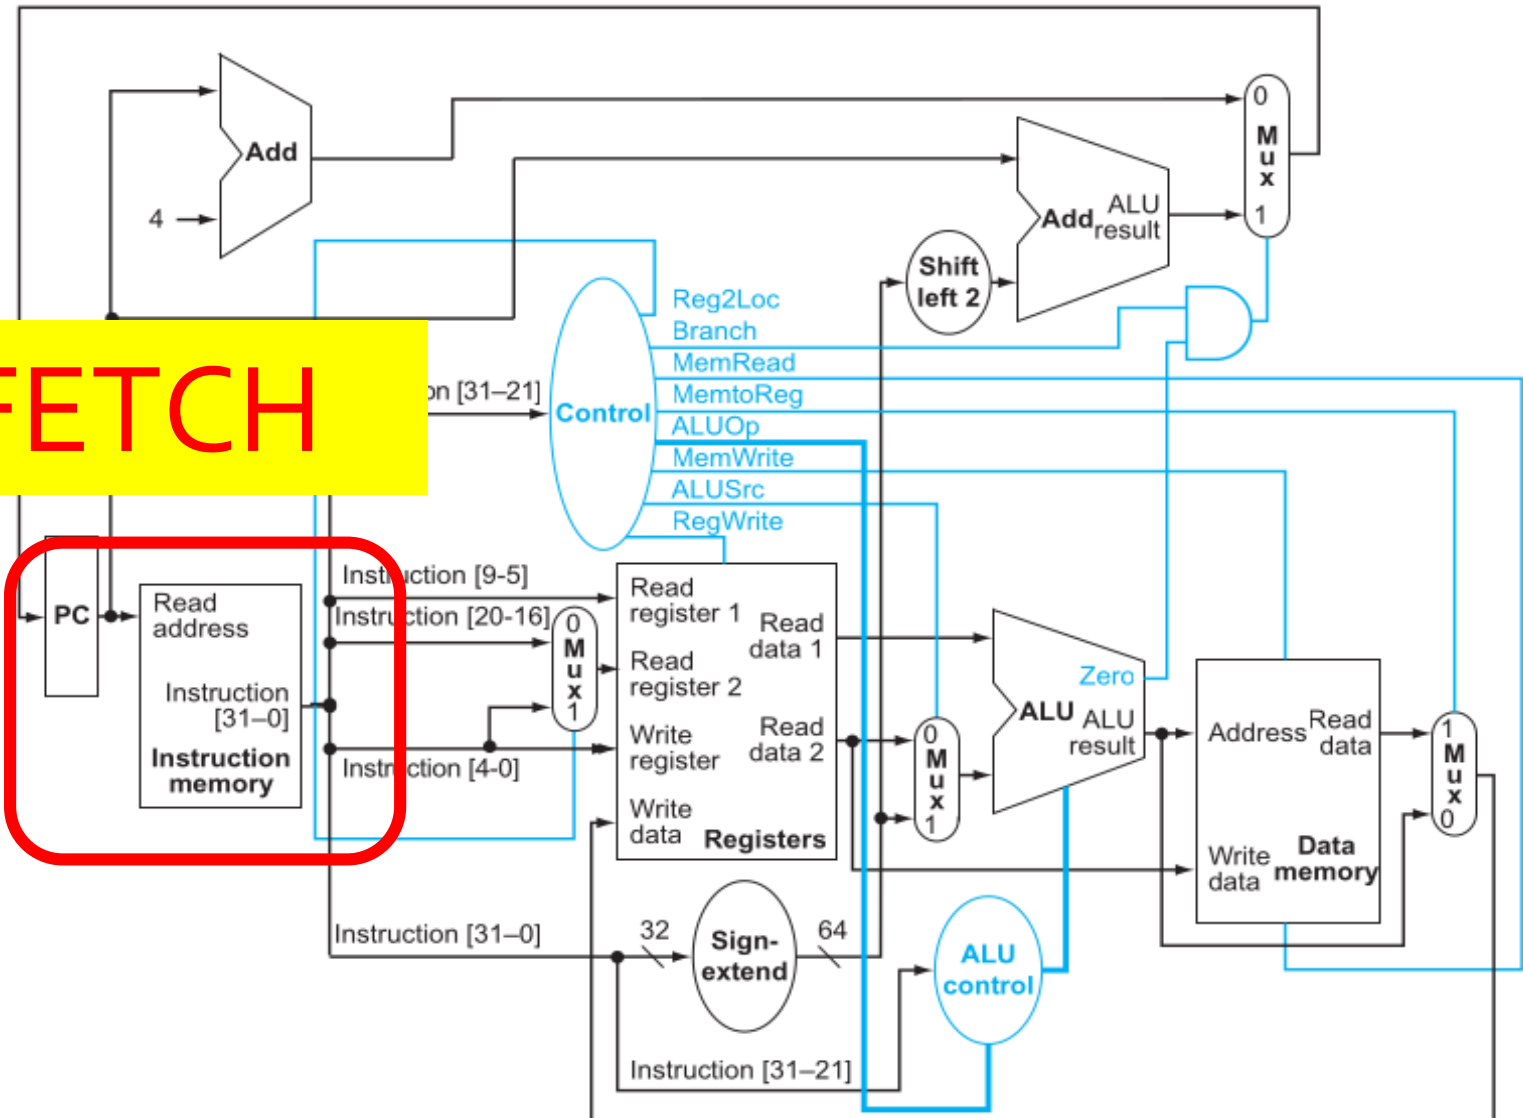 0
M
u
x
1
Add
4
Add
ALU
result
Shift
left 2
Reg2Loc
Branch
MemRead
MemtoReg
ALUOp
MemWrite
ALUSrc
RegWrite
Control
[31–21]
FETCH
PC
Read
address
Instruction
[31–0]
Instruction
memory
Instruction [9-5]
Instruction [20-16]
Instruction [4-0]
0
M
u
x
1
Read
register 1
Read
register 2
Write
register
Write
data
Read
data 1
Read
data 2
Registers
0
M
u
x
1
Zero
ALU
ALU
result
Address
Read
data
Write
data
Data
memory
1
M
u
x
0
Instruction [31–0]
32
Sign-
extend
64
ALU
control
Instruction [31–21]